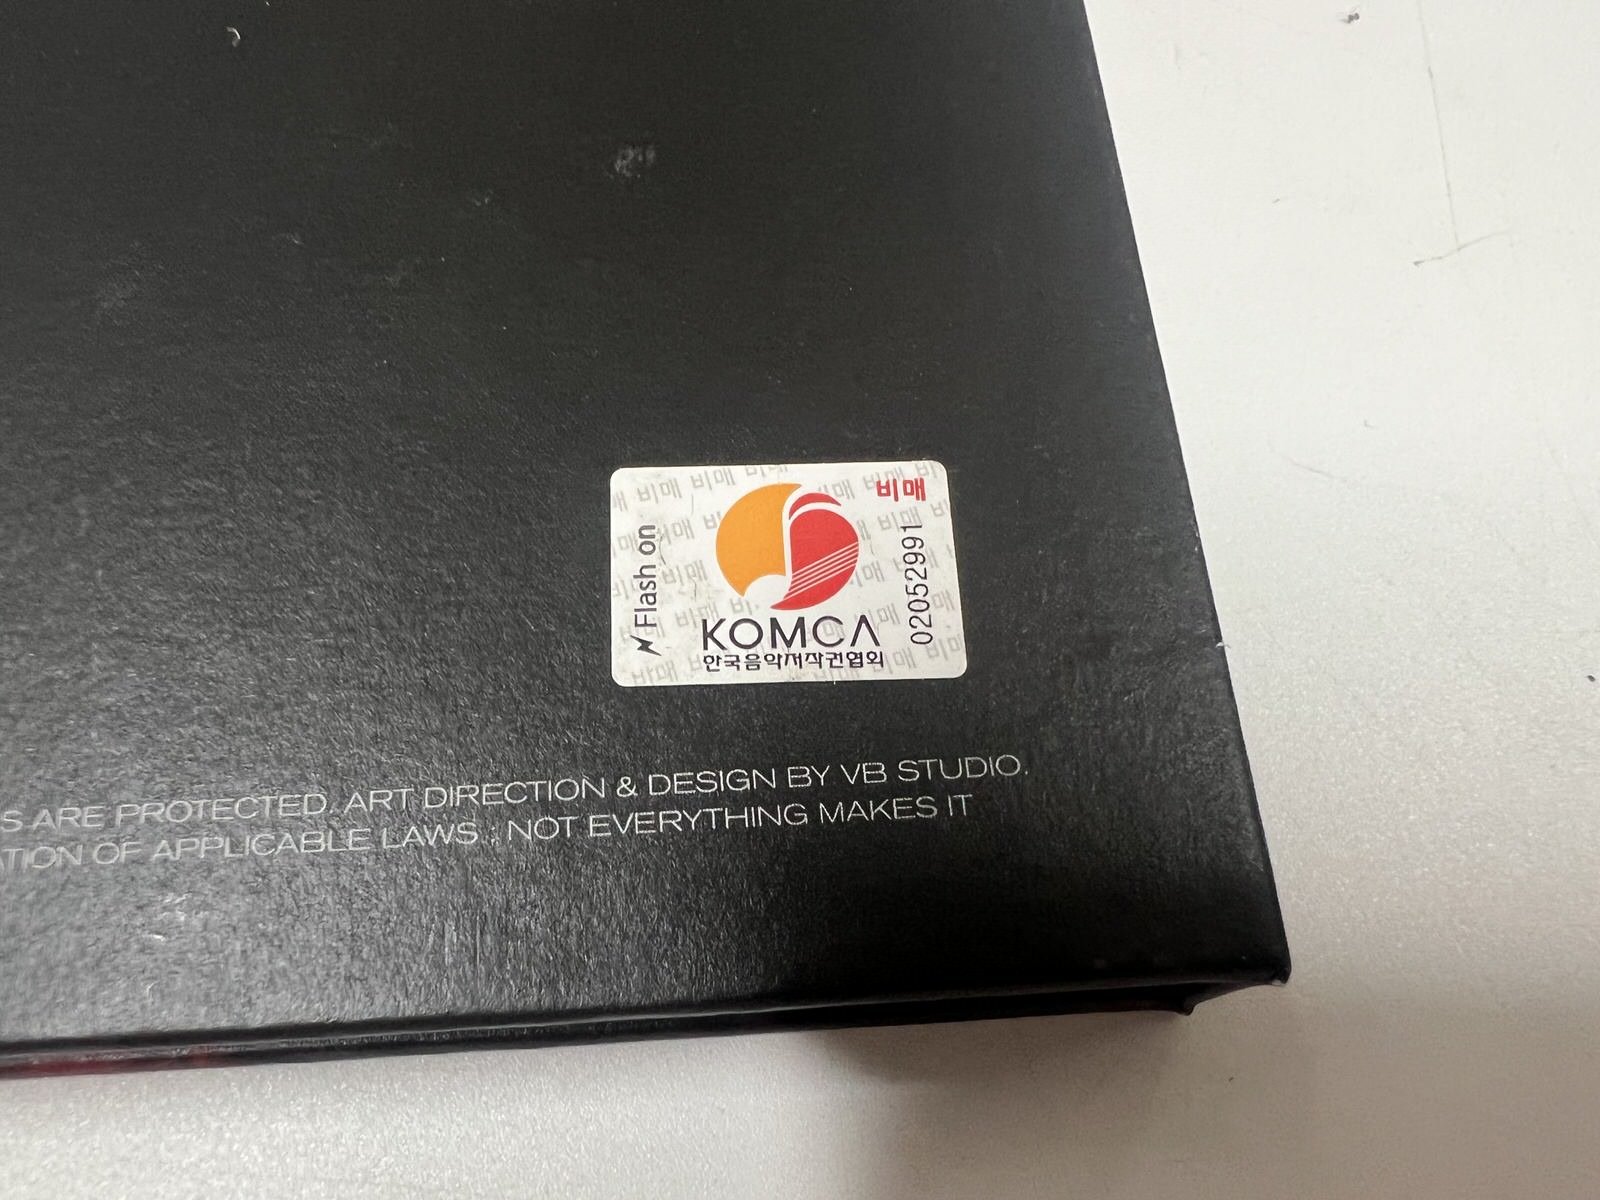 비매
Flash on
02052991
KOMCA
한국음악저작권협회
S ARE PROTECTED. ART DIRECTION & DESIGN BY VB STUDIO.
TION OF APPLICABLE LAWS ; NOT EVERYTHING MAKES IT